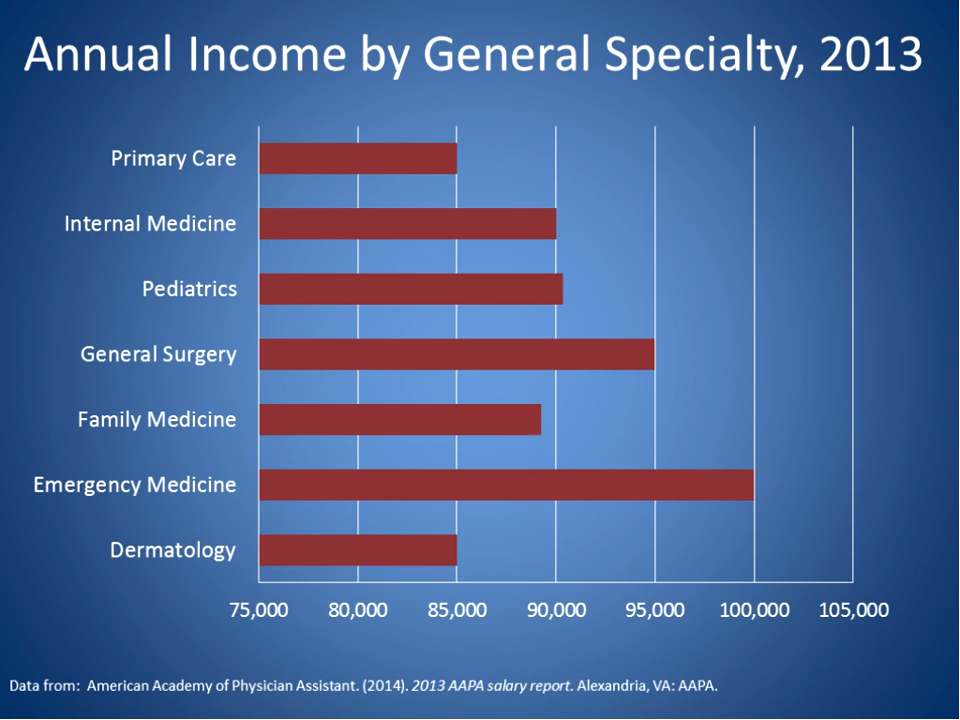 Annual Income by General Specialty, 2013
Primary Care
Internal Medicine
Pediatrics
General Surgery
Family Medicine
Emergency Medicine
Dermatology
75,000 80,000 85,000 90,000 95,000 100,000 105,000
Data from: American Academy of Physician Assistant. (2014). 2013 AAPA salary report. Alexandria, VA: AAPA.